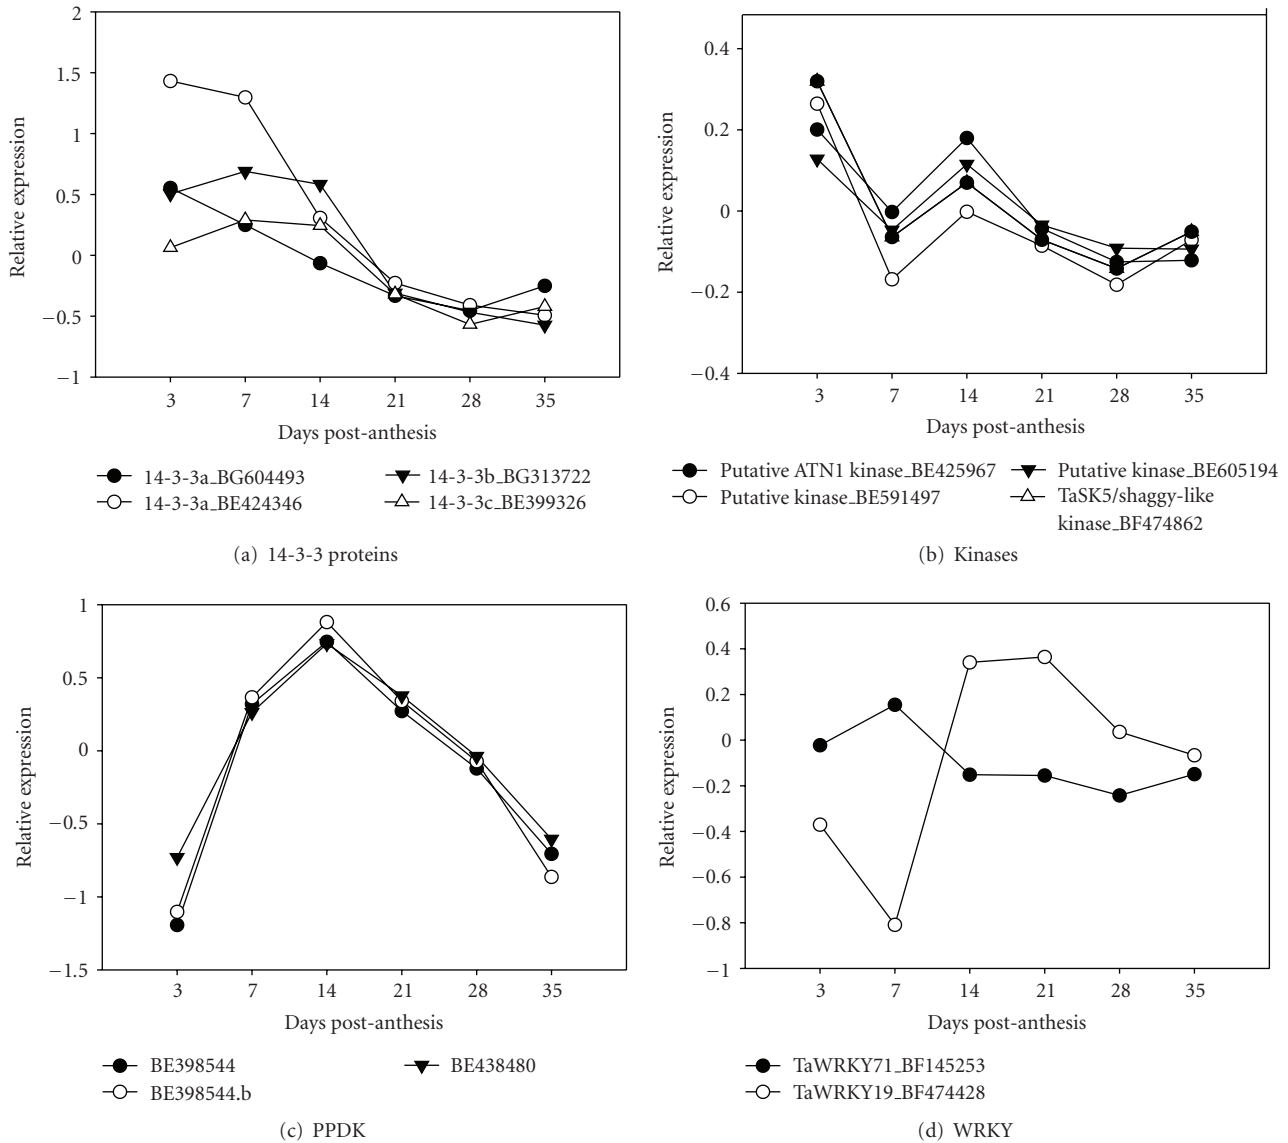 2
1.5
1
0.5
0
−0.5
−1
Relative expression
3 7 14 21 28 35
Days post-anthesis
14-3-3a_BG604493
14-3-3a_BE424346
14-3-3b_BG313722
14-3-3c_BE399326
(a) 14-3-3 proteins
0.4
0.2
0
−0.2
−0.4
Relative expression
3 7 14 21 28 35
Days post-anthesis
Putative ATN1 kinase_BE425967
Putative kinase_BE591497
Putative kinase_BE605194
TaSK5/shaggy-like
kinase_BF474862
(b) Kinases
1
0.5
0
−0.5
−1
−1.5
Relative expression
3 7 14 21 28 35
Days post-anthesis
BE398544
BE398544.b
BE438480
(c) PPDK
0.6
0.4
0.2
0
−0.2
−0.4
−0.6
−0.8
−1
Relative expression
3 7 14 21 28 35
Days post-anthesis
TaWRKY71_BF145253
TaWRKY19_BF474428
(d) WRKY